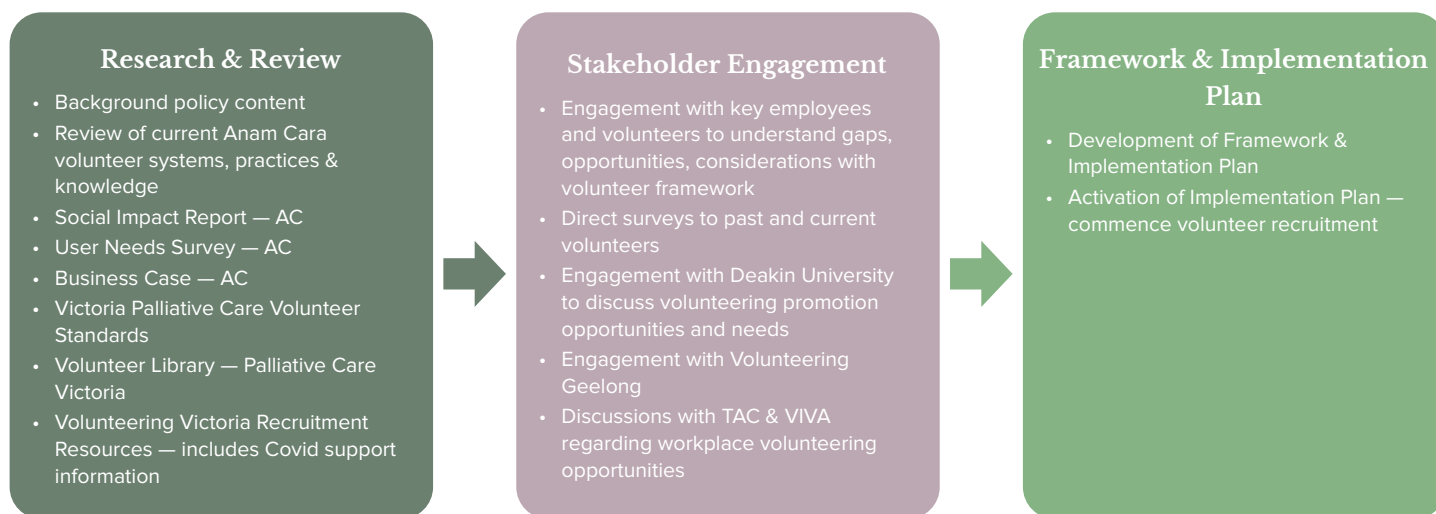 Research & Review
• Background policy content
• Review of current Anam Cara
volunteer systems, practices &
knowledge
• Social Impact Report — AC
• User Needs Survey — AC
• Business Case — AC
• Victoria Palliative Care Volunteer
Standards
• Volunteer Library — Palliative Care
Victoria
• Volunteering Victoria Recruitment
Resources — includes Covid support
information
Stakeholder Engagement
• Engagement with key employees
and volunteers to understand gaps,
opportunities, considerations with
volunteer framework
• Direct surveys to past and current
volunteers
• Engagement with Deakin University
to discuss volunteering promotion
opportunities and needs
• Engagement with Volunteering
Geelong
• Discussions with TAC & VIVA
regarding workplace volunteering
opportunities
Framework & Implementation
Plan
• Development of Framework &
Implementation Plan
• Activation of Implementation Plan —
commence volunteer recruitment